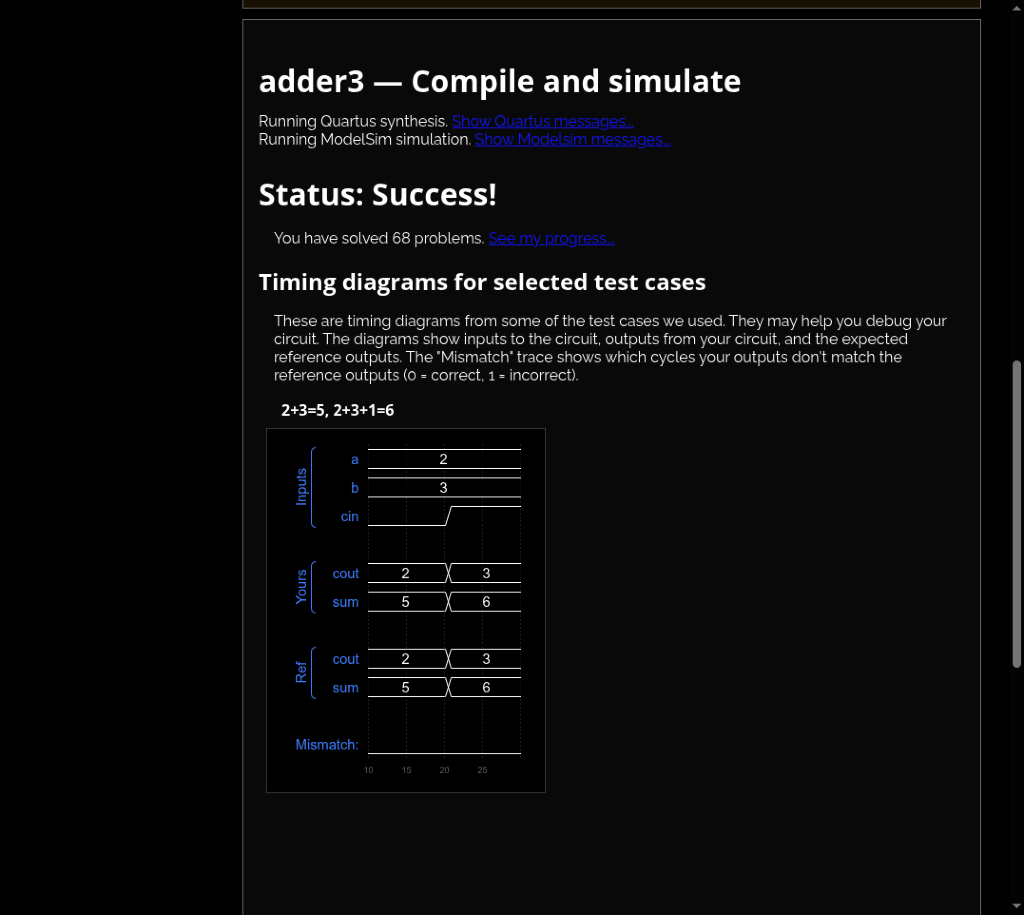 adder3 — Compile and simulate
Running Quartus synthesis. Show Quartus messages...
Running ModelSim simulation. Show Modelsim messages...
Status: Success!
You have solved 68 problems. See my progress...
Timing diagrams for selected test cases
These are timing diagrams from some of the test cases we used. They may help you debug your
circuit. The diagrams show inputs to the circuit, outputs from your circuit, and the expected
reference outputs. The "Mismatch" trace shows which cycles your outputs don't match the
reference outputs (0 = correct, 1 = incorrect).
2+3=5, 2+3+1=6
Inputs
a 2
b 3
cin
Yours
cout 2 3
sum 5 6
Ref
cout 2 3
sum 5 6
Mismatch:
10 15 20 25